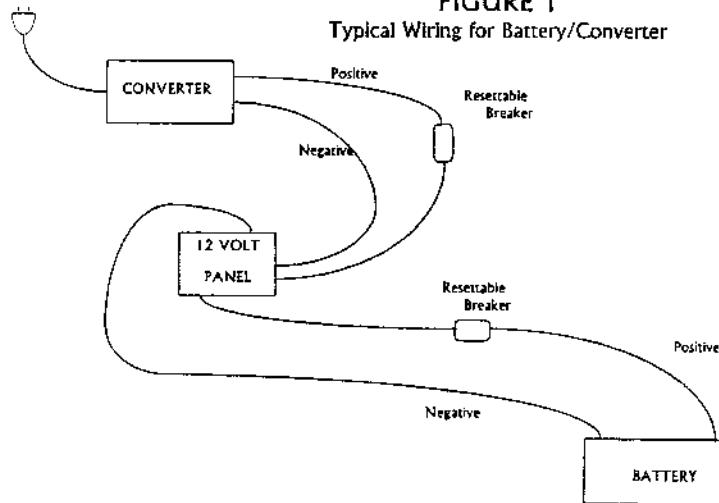 FIGURE 1
Typical Wiring for Battery/Converter
CONVERTER
Positive
Resettable
Breaker
Negative
12 VOLT
PANEL
Resettable
Breaker
Positive
Negative
BATTERY